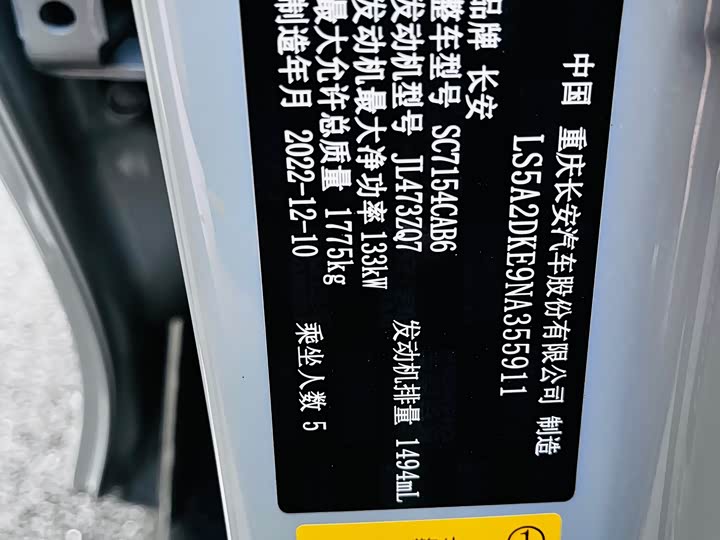 中国 重庆长安汽车股份有限公司 制造
LS5A2DKE9NA355911
品牌 长安
整车型号 SC7154CAB6
发动机型号 JL473ZQ7 发动机排量 1494mL
发动机最大净功率 133kW
最大允许总质量 1775kg
制造年月 2022-12-10 乘坐人数 5
1